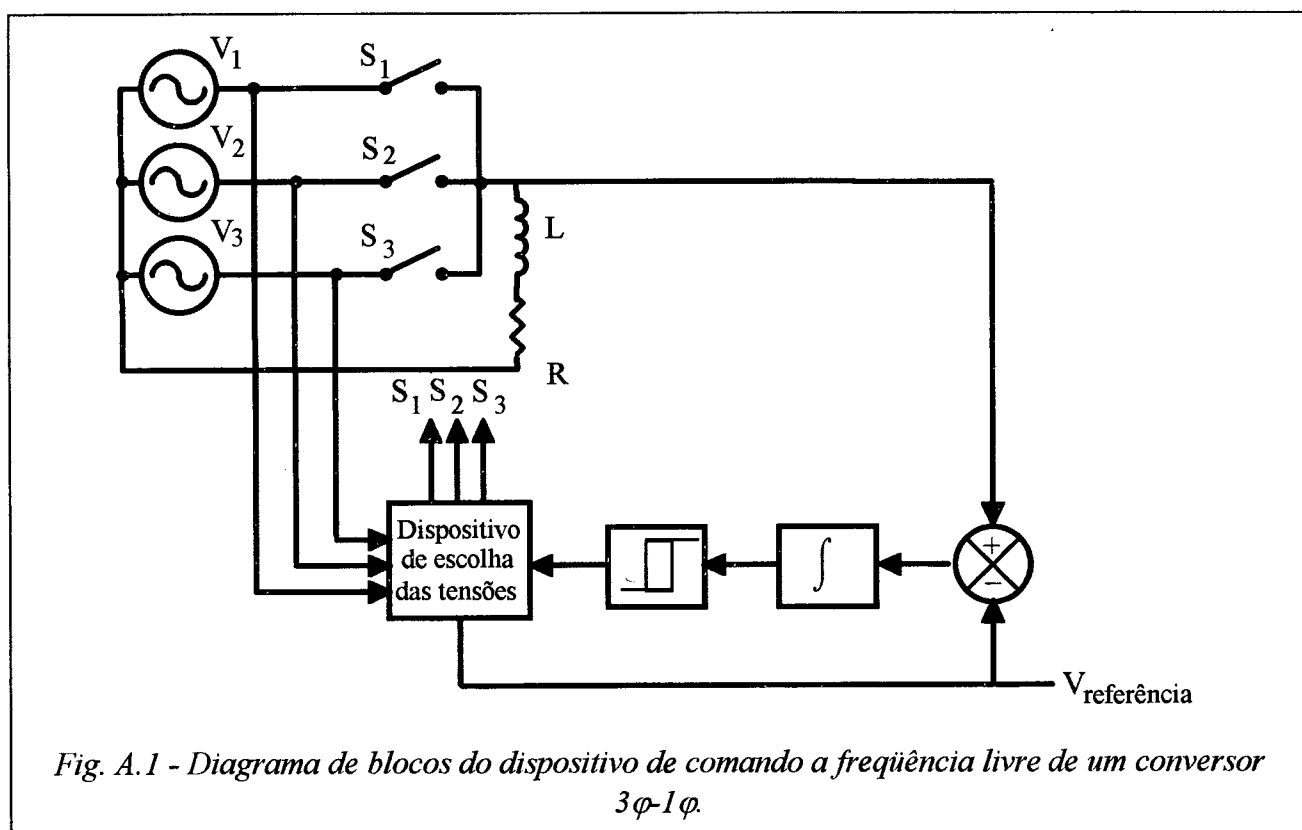 V1
S1
V2
S2
V3
S3
L
R
S1 S2 S3
Dispositivo
de escolha
das tensões
∫
+
−
Vreferência
Fig. A.1 - Diagrama de blocos do dispositivo de comando a freqüência livre de um conversor
3φ-1φ.